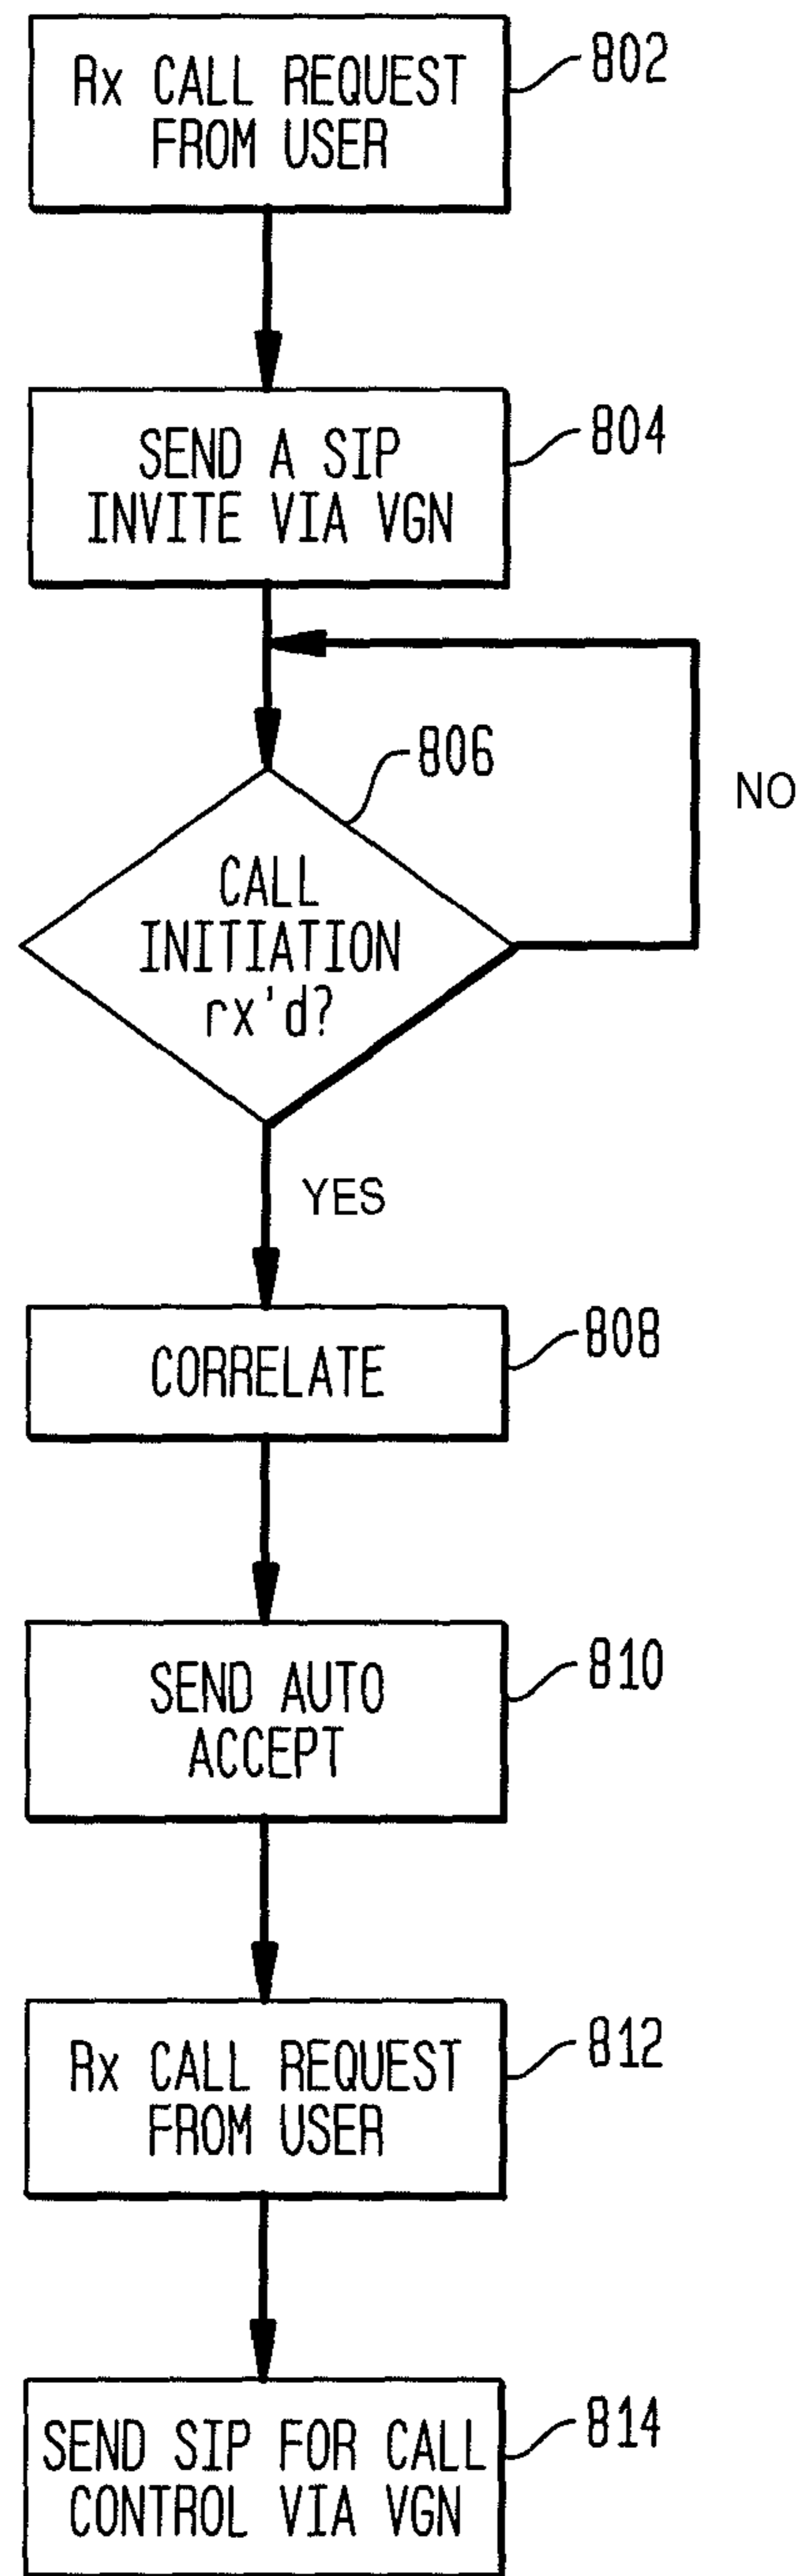 Rx CALL REQUEST
FROM USER
802
SEND A SIP
INVITE VIA VGN
804
806
CALL
INITIATION
rx'd?
NO
YES
CORRELATE
808
SEND AUTO
ACCEPT
810
Rx CALL REQUEST
FROM USER
812
SEND SIP FOR CALL
CONTROL VIA VGN
814